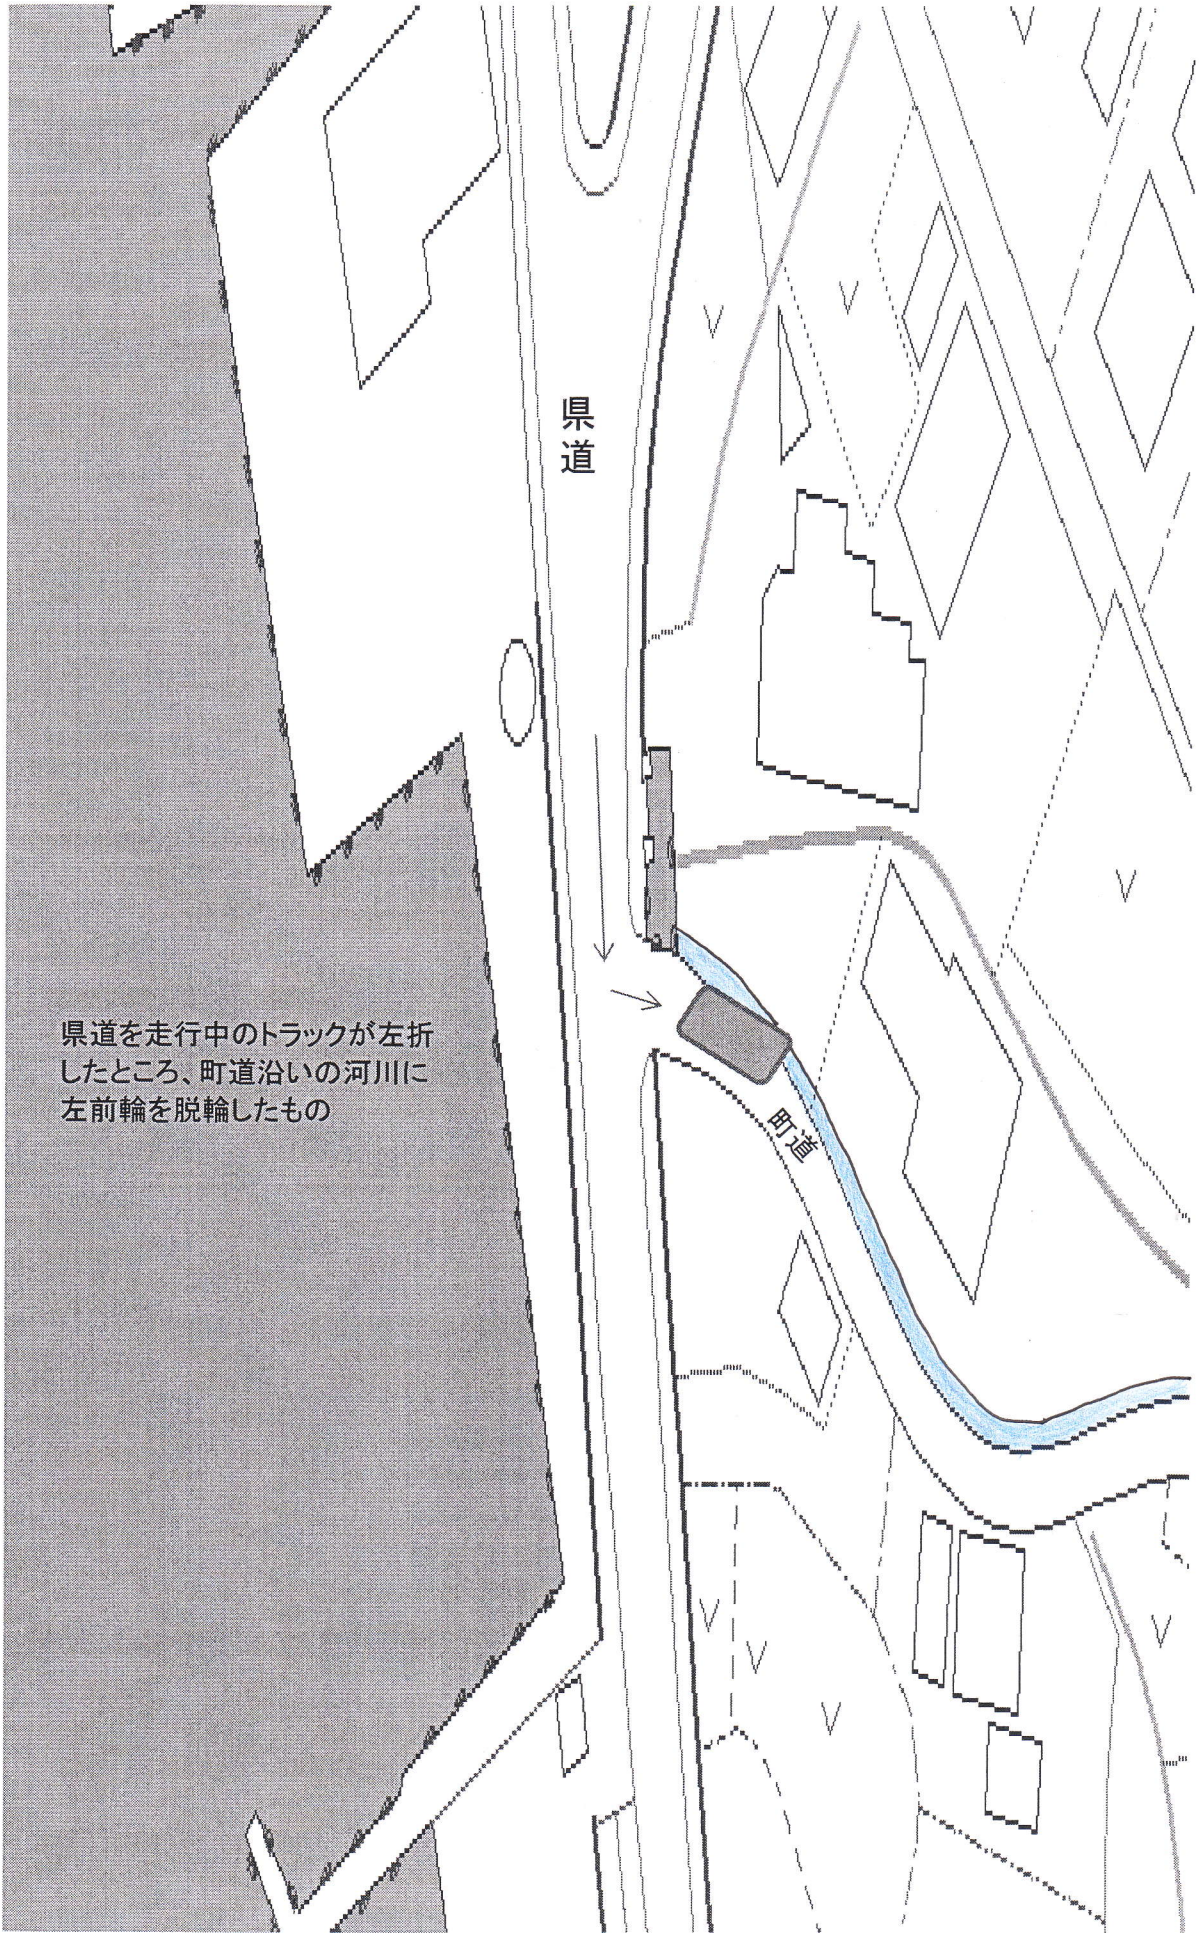 県道
県道を走行中のトラックが左折
したところ、町道沿いの河川に
左前輪を脱輪したもの
町道